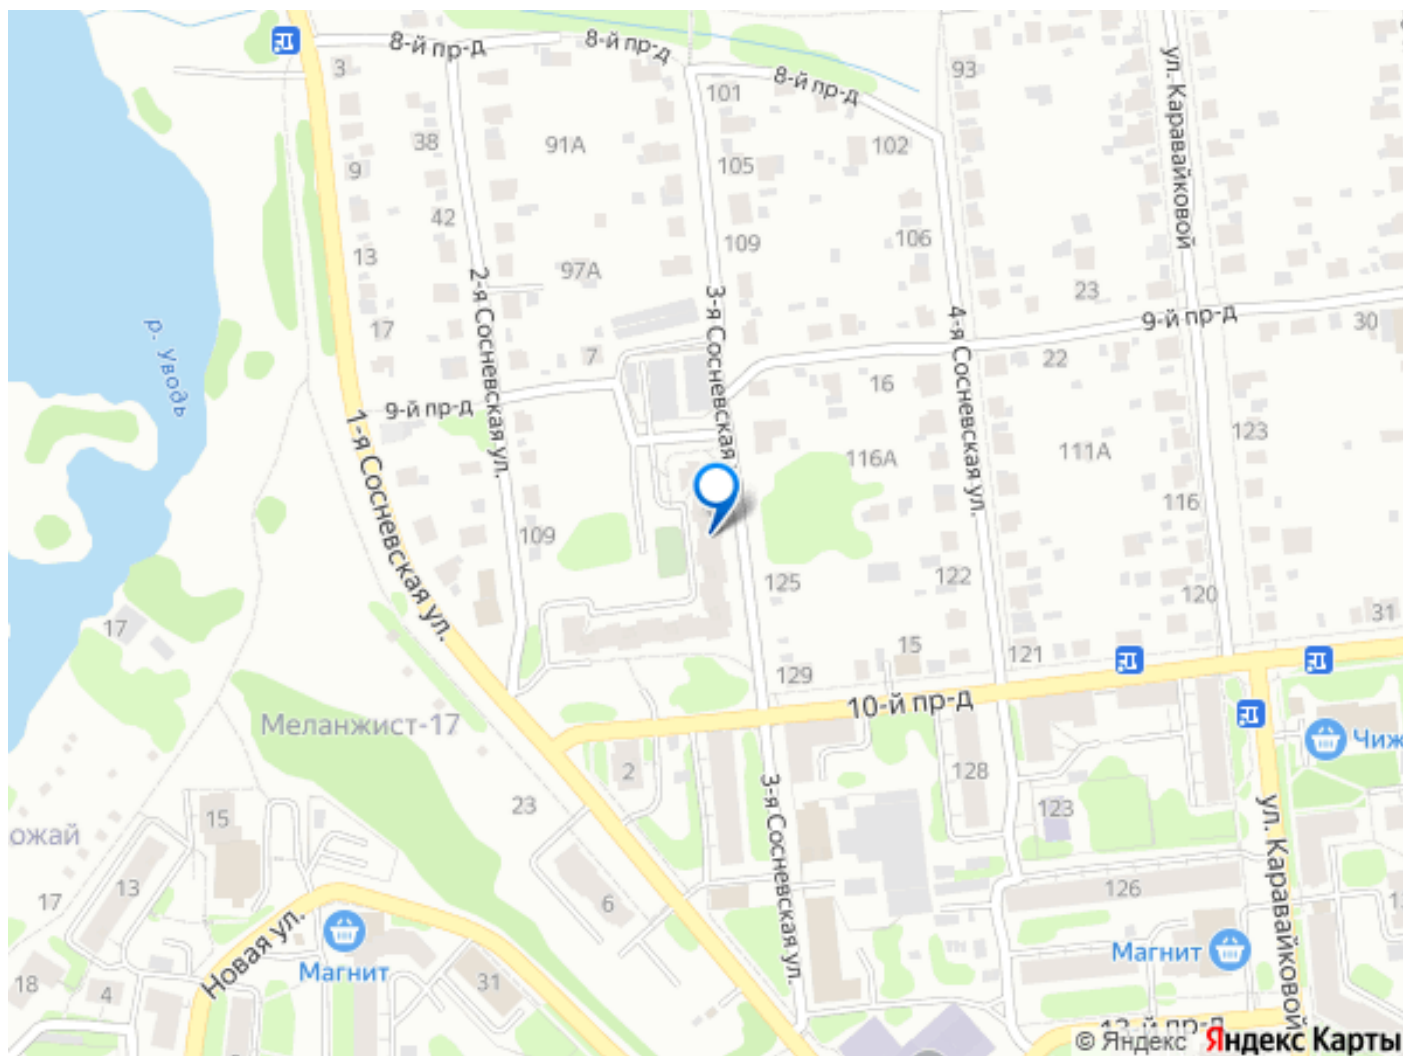 8-й пр-д
8-й пр-д
8-й пр-д
3
101
93
ул. Каравайковой
38
91А
105
102
9
42
109
106
13
97А
2-я Сосневская ул.
3-я Сосневская
4-я Сосневская ул.
23
9-й пр-д
30
р. Уводь
17
7
22
16
9-й пр-д
1-я Сосневская ул.
123
116А
111А
116
109
125
122
120
17
31
15
121
129
10-й пр-д
Меланжист-17
Чиж
2
128
3-я Сосневская ул.
23
123
ул. Каравайковой
15
ожай
13
17
6
126
Новая ул.
Магнит
Магнит
31
18
4
© Яндекс Яндекс Карты